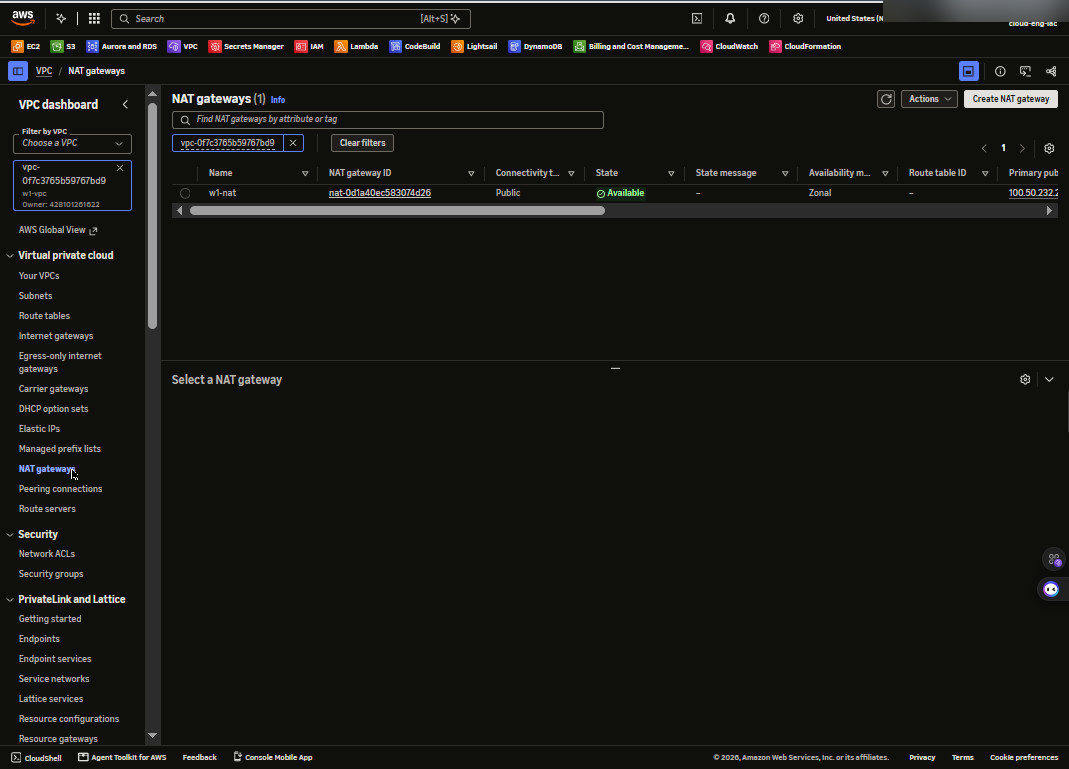 aws
Search [Alt+S]
United States (N
cloud-eng-lac
EC2 S3 Aurora and RDS VPC Secrets Manager IAM Lambda CodeBuild Lightsail DynamoDB Billing and Cost Manageme... CloudWatch CloudFormation
VPC / NAT gateways
VPC dashboard
Filter by VPC
Choose a VPC
vpc-
0f7c3765b59767bd9
w1-vpc
Owner: 428101261622
AWS Global View
Virtual private cloud
Your VPCs
Subnets
Route tables
Internet gateways
Egress-only internet
gateways
Carrier gateways
DHCP option sets
Elastic IPs
Managed prefix lists
NAT gateways
Peering connections
Route servers
Security
Network ACLs
Security groups
PrivateLink and Lattice
Getting started
Endpoints
Endpoint services
Service networks
Lattice services
Resource configurations
Resource gateways
NAT gateways (1) Info
Actions
Create NAT gateway
Find NAT gateways by attribute or tag
vpc-0f7c3765b59767bd9
Clear filters
1
Name NAT gateway ID Connectivity t... State State message Availability m... Route table ID Primary pub
w1-nat nat-0d1a40ec583074d26 Public Available – Zonal – 100.50.232.2
Select a NAT gateway
CloudShell Agent Toolkit for AWS Feedback Console Mobile App © 2026, Amazon Web Services, Inc. or its affiliates. Privacy Terms Cookie preferences